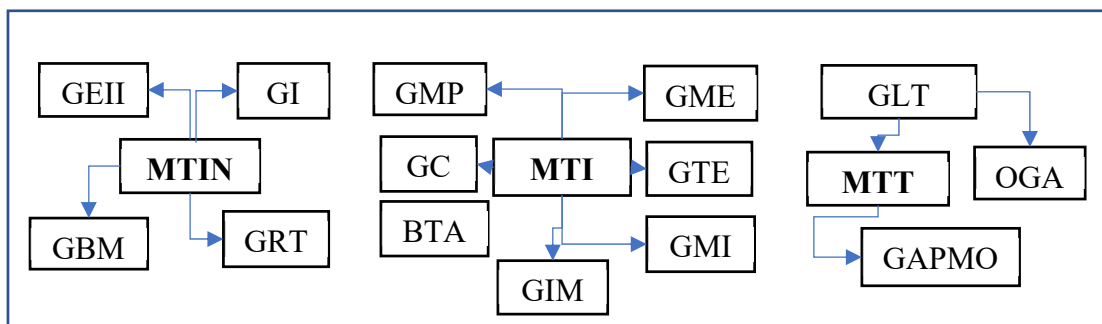 GEII
GI
MTIN
GBM
GRT
GMP
GME
GC
MTI
GTE
BTA
GMI
GIM
GLT
MTT
OGA
GAPMO